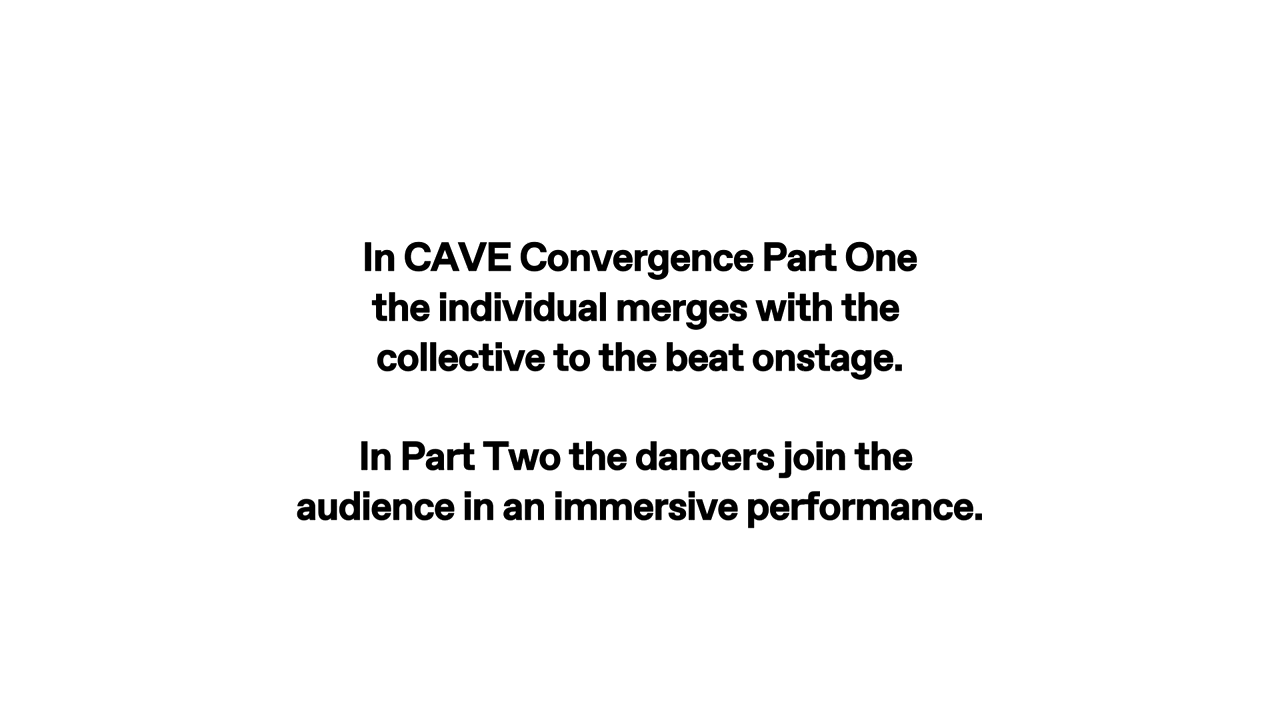 In CAVE Convergence Part One
the individual merges with the
collective to the beat onstage.
In Part Two the dancers join the
audience in an immersive performance.